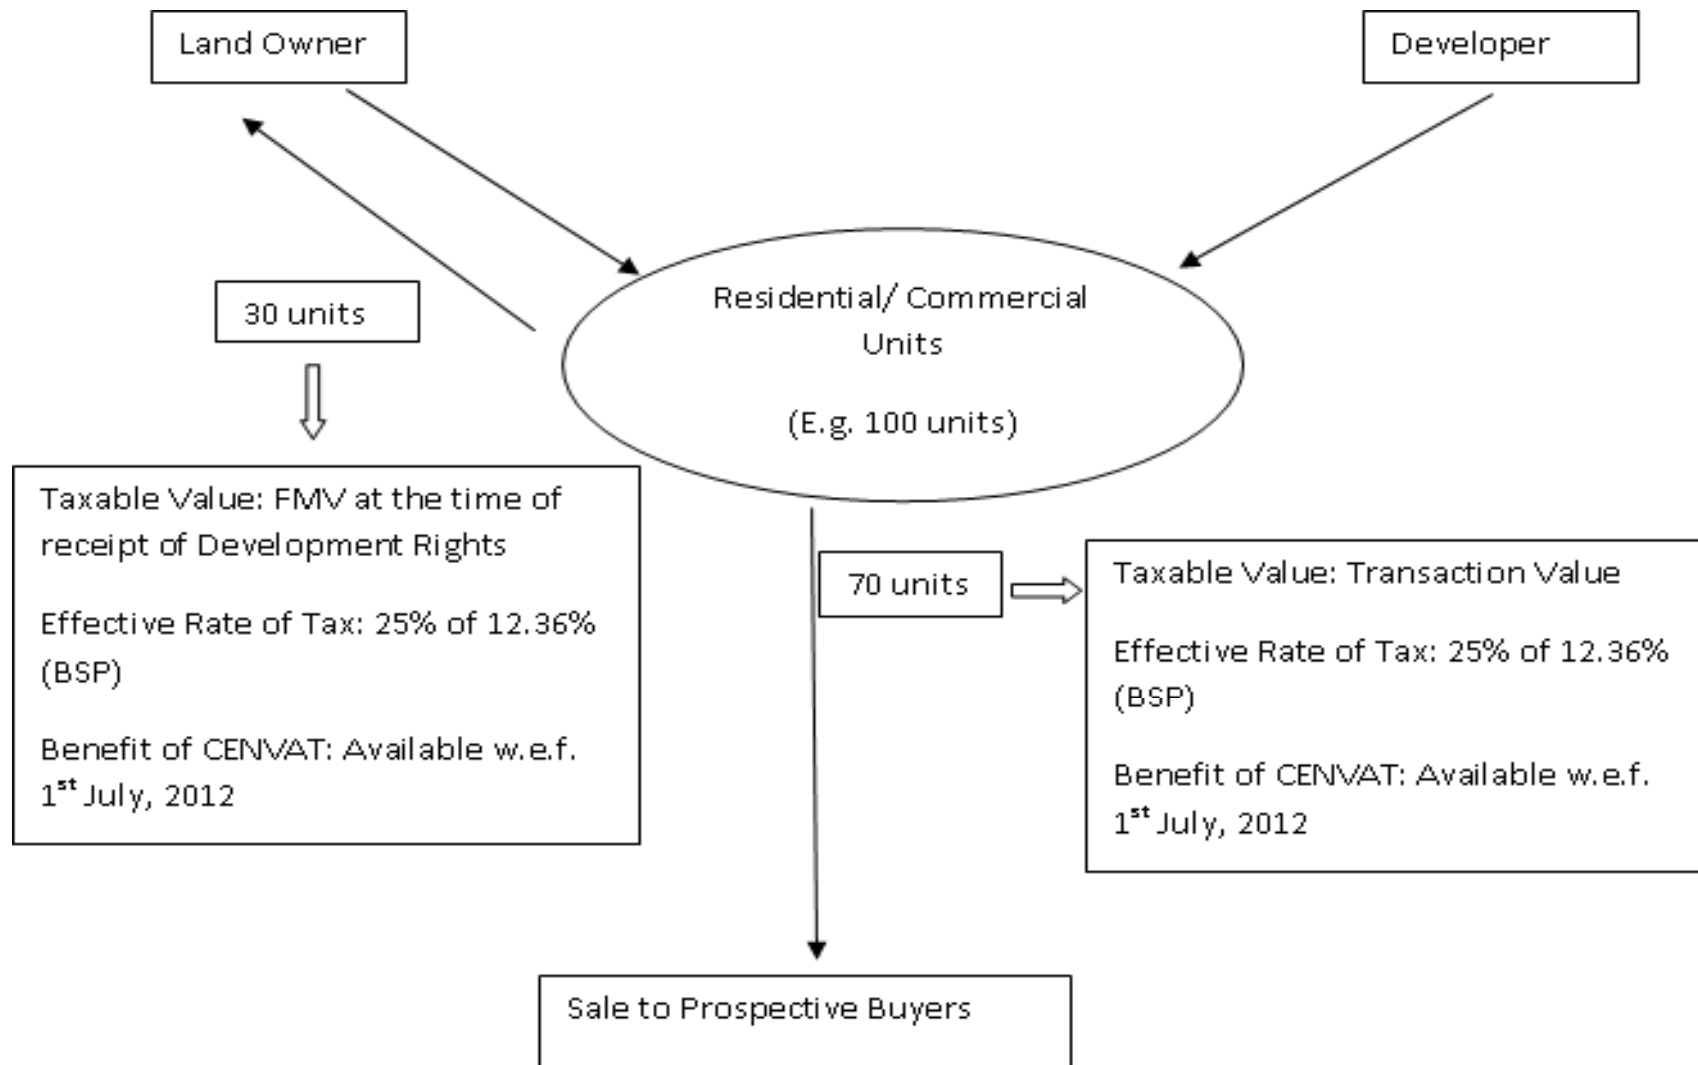 Land Owner
Developer
Residential/ Commercial
Units
(E.g. 100 units)
30 units
Taxable Value: FMV at the time of
receipt of Development Rights
Effective Rate of Tax: 25% of 12.36%
(BSP)
Benefit of CENVAT: Available w.e.f.
1st July, 2012
70 units
Taxable Value: Transaction Value
Effective Rate of Tax: 25% of 12.36%
(BSP)
Benefit of CENVAT: Available w.e.f.
1st July, 2012
Sale to Prospective Buyers